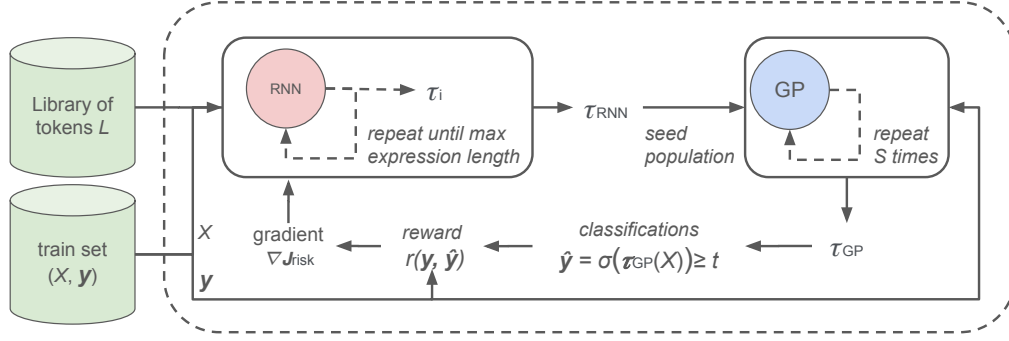 Library of
tokens L
train set
(X, y)
RNN
τi
repeat until max
expression length
τRNN
seed
population
GP
repeat
S times
X
y
gradient
∇Jrisk
reward
r(y, ŷ)
classifications
ŷ = σ(τGP(X)) ≥ t
τGP